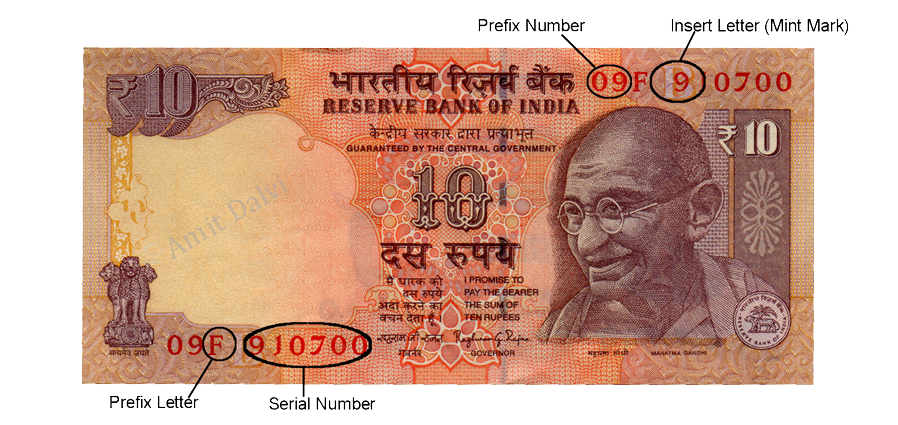 Prefix Number
Insert Letter (Mint Mark)
₹10
भारतीय रिज़र्व बैंक
09F 910700
RESERVE BANK OF INDIA
केन्द्रीय सरकार द्वारा प्रत्याभूत
GUARANTEED BY THE CENTRAL GOVERNMENT
₹10
10
Amit Dalvi
दस रुपये
मैं धारक को
दस रुपये
अदा करने का
वचन देता हूँ।
I PROMISE TO
PAY THE BEARER
THE SUM OF
TEN RUPEES
09F 910700
सत्यमेव जयते
गवर्नर
Raghuram G. Rajan
GOVERNOR
महात्मा गांधी
MAHATMA GANDHI
RESERVE BANK OF INDIA
Prefix Letter
Serial Number